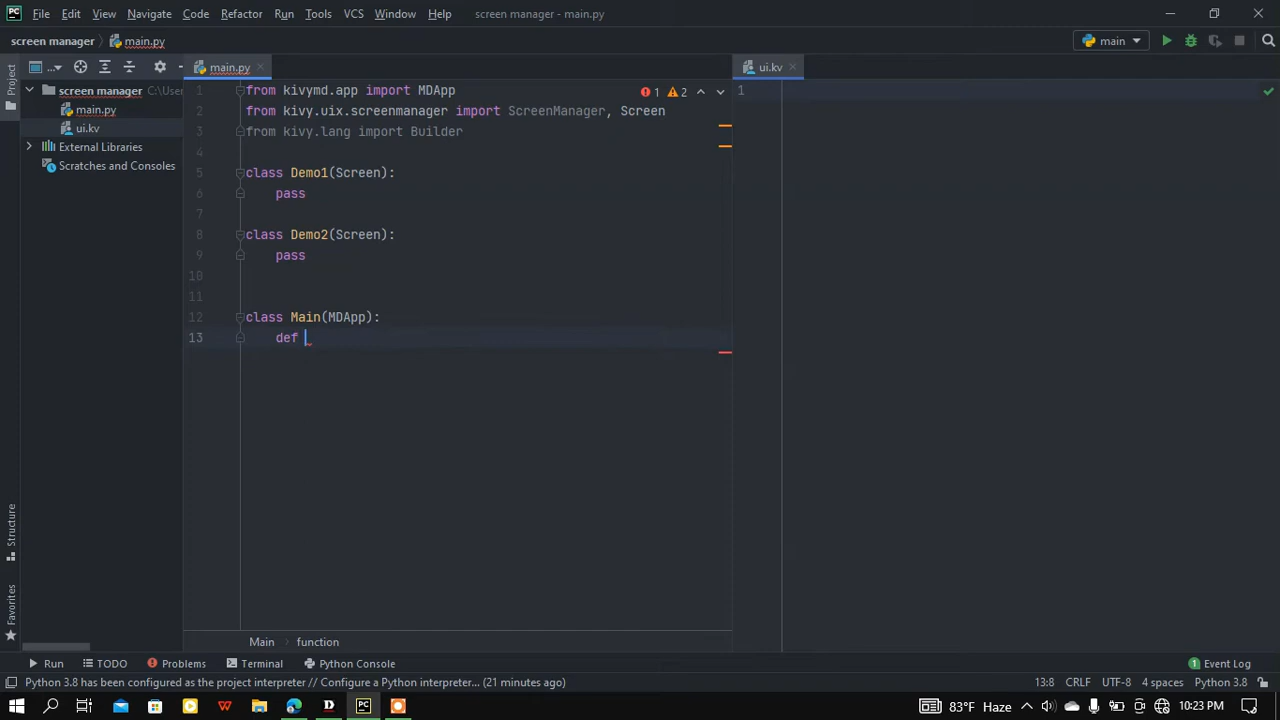 PC File Edit View Navigate Code Refactor Run Tools VCS Window Help screen manager - main.py
screen manager main.py main
Project ... main.py ui.kv
screen manager C:\User
main.py
ui.kv
External Libraries
Scratches and Consoles
1 from kivymd.app import MDApp 1 2
2 from kivy.uix.screenmanager import ScreenManager, Screen
3 from kivy.lang import Builder
4
5 class Demo1(Screen):
6 pass
7
8 class Demo2(Screen):
9 pass
10
11
12 class Main(MDApp):
13 def
1
Structure
Favorites
Main function
Run TODO Problems Terminal Python Console 1 Event Log
Python 3.8 has been configured as the project interpreter // Configure a Python interpreter... (21 minutes ago) 13:8 CRLF UTF-8 4 spaces Python 3.8
W D PC 83°F Haze 10:23 PM